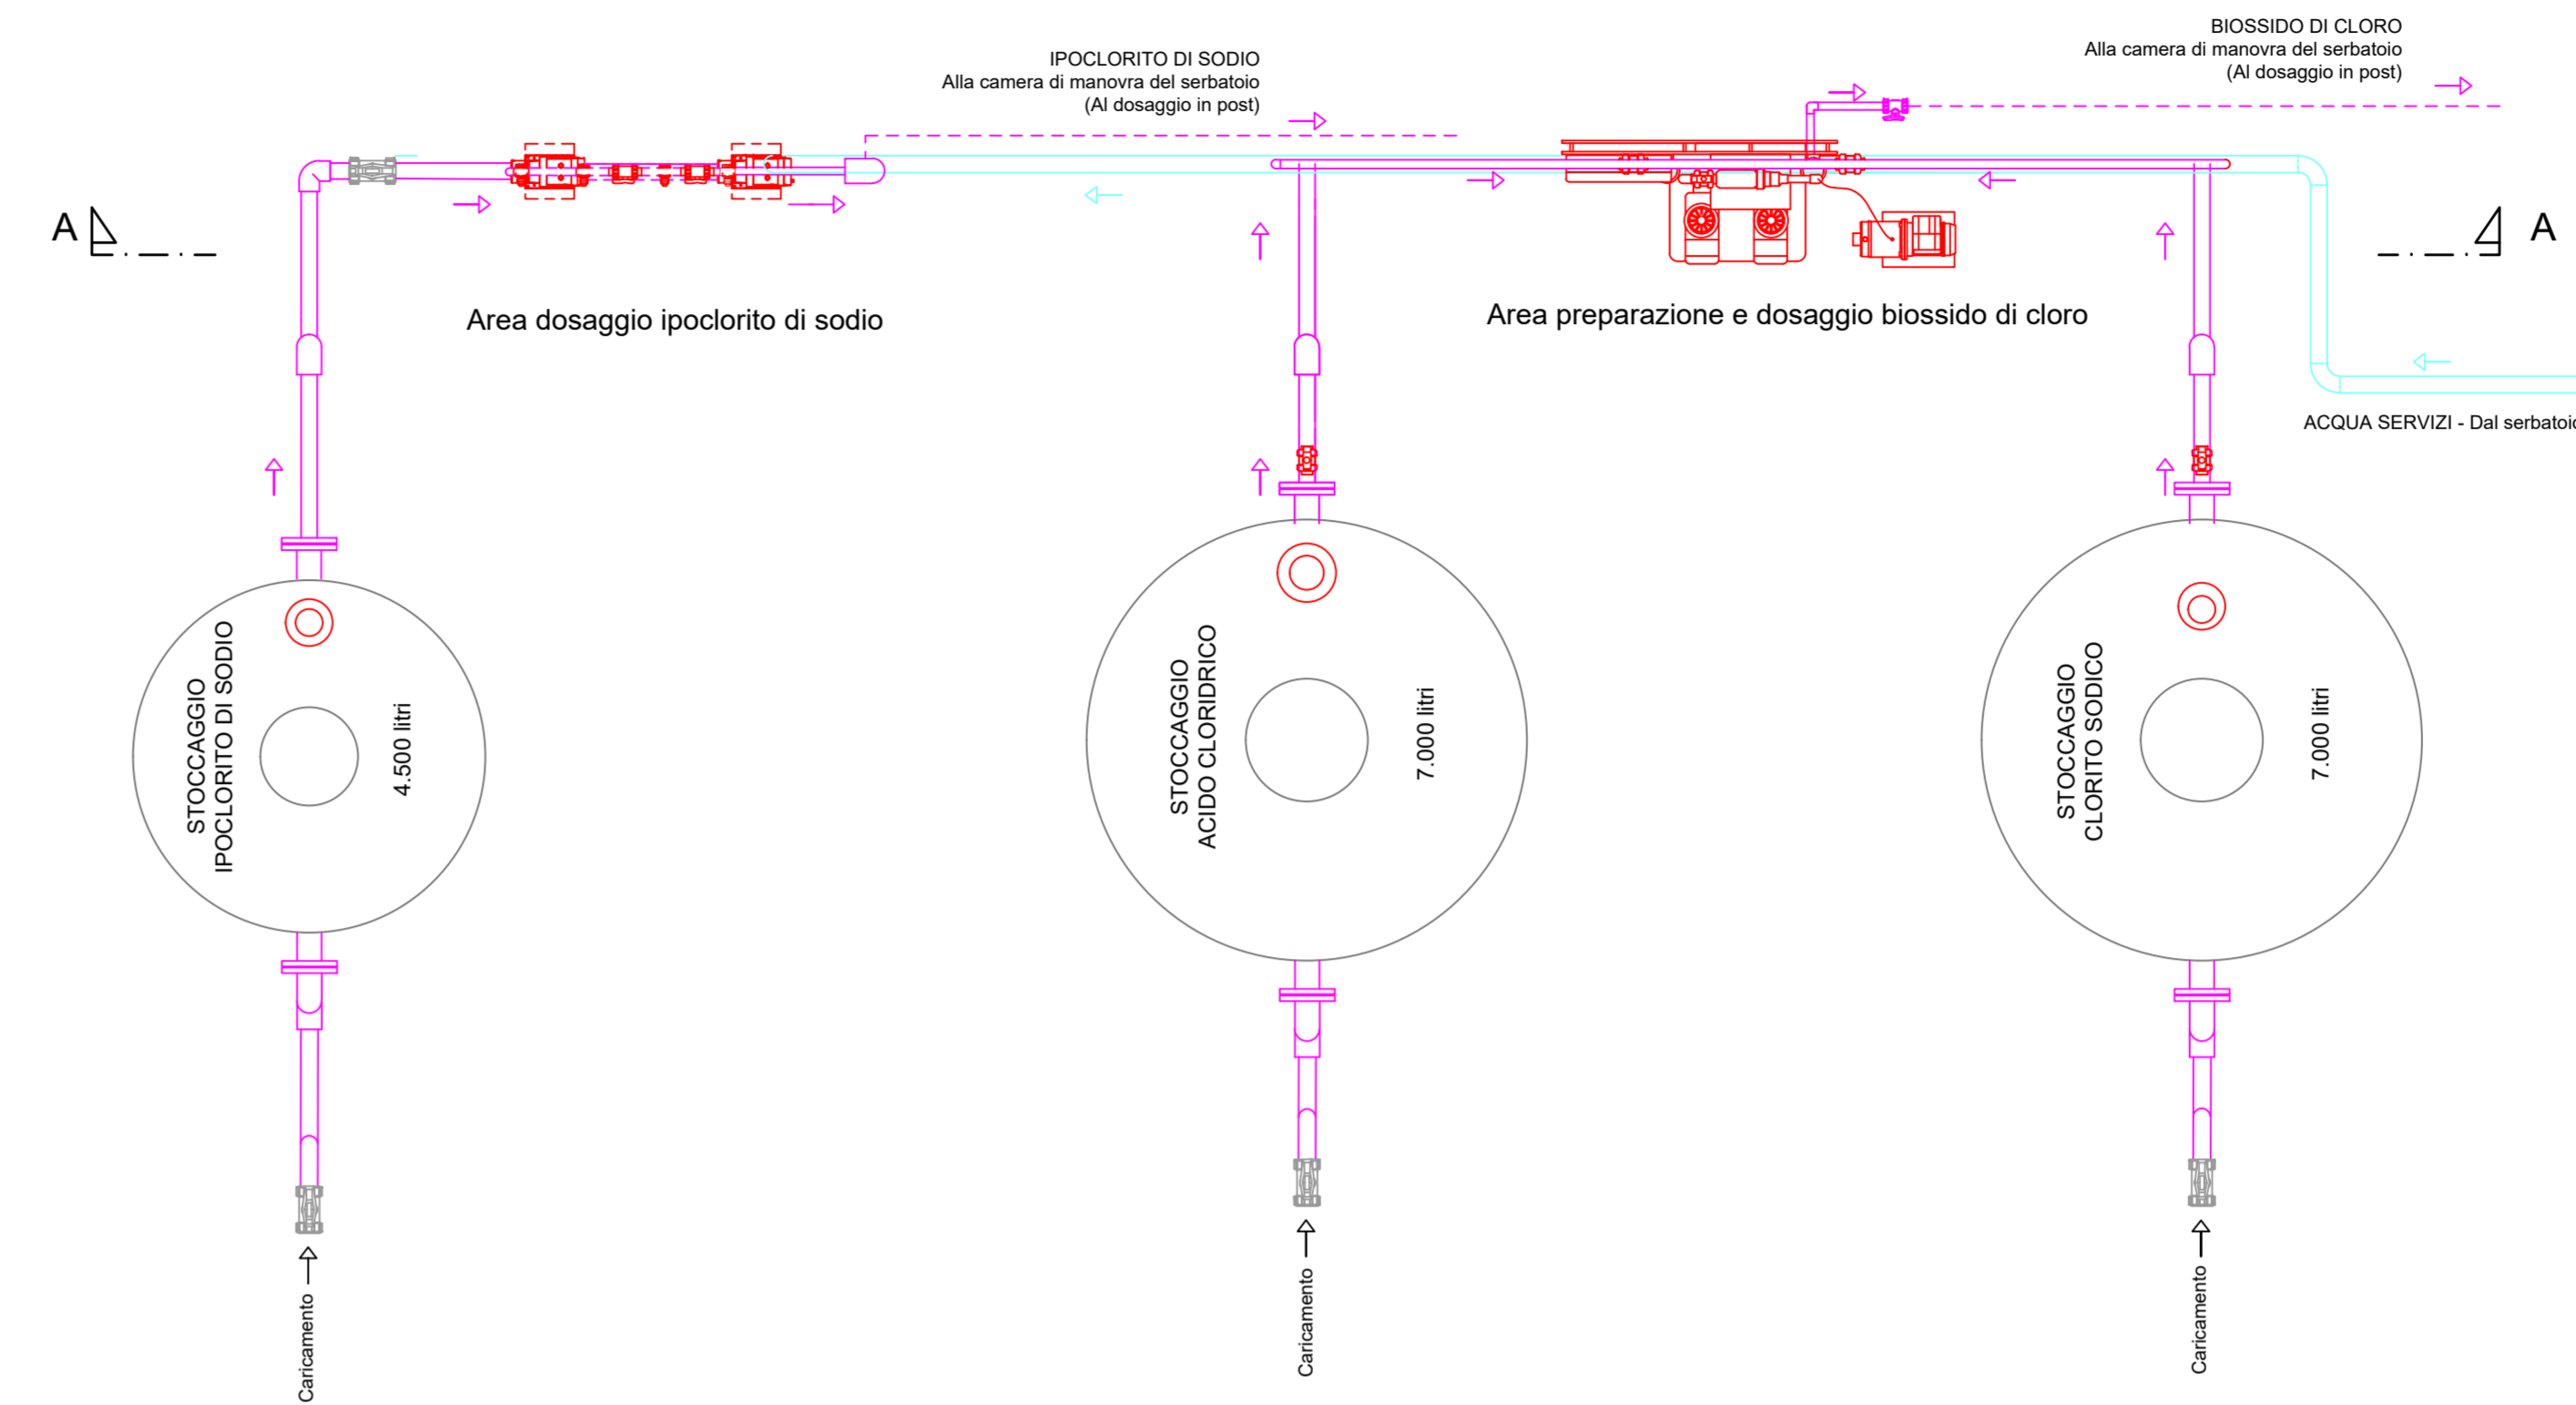 BIOSSIDO DI CLORO
Alla camera di manovra del serbatoio
(Al dosaggio in post)
IPOCLORITO DI SODIO
Alla camera di manovra del serbatoio
(Al dosaggio in post)
A
A
Area dosaggio ipoclorito di sodio
Area preparazione e dosaggio biossido di cloro
ACQUA SERVIZI - Dal serbatoio
STOCCAGGIO
IPOCLORITO DI SODIO
4.500 litri
STOCCAGGIO
ACIDO CLORIDRICO
7.000 litri
STOCCAGGIO
CLORITO SODICO
7.000 litri
Caricamento
Caricamento
Caricamento